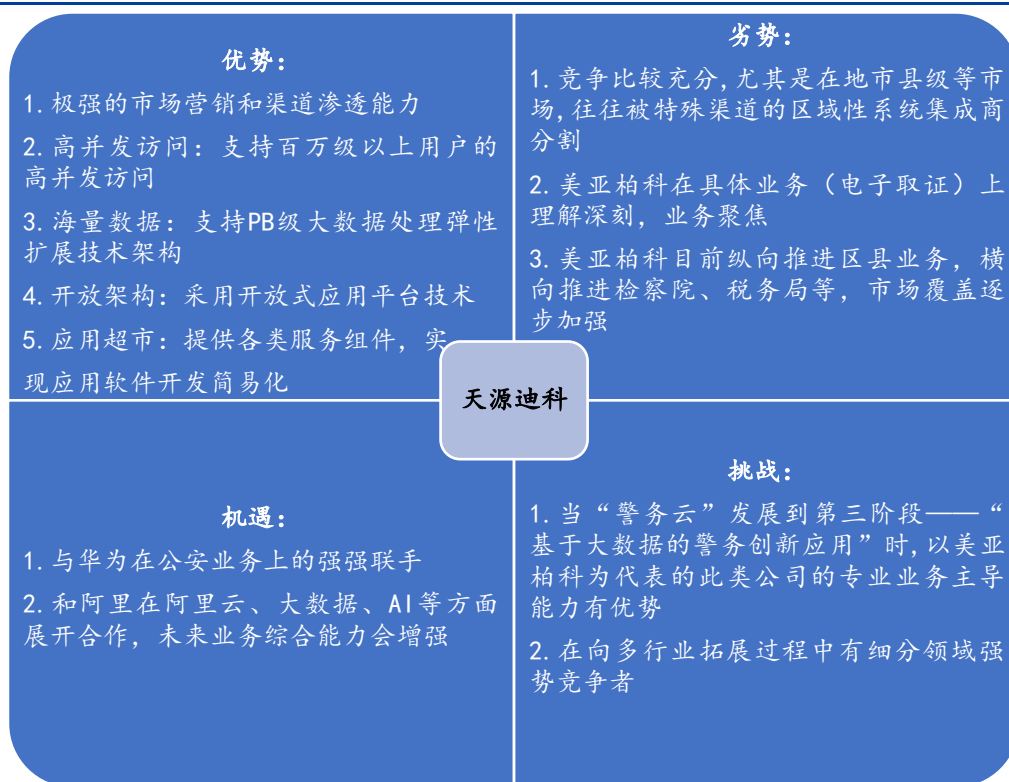 优势：
1. 极强的市场营销和渠道渗透能力
2. 高并发访问：支持百万级以上用户的
高并发访问
3. 海量数据：支持PB级大数据处理弹性
扩展技术架构
4. 开放架构：采用开放式应用平台技术
5. 应用超市：提供各类服务组件，实
现应用软件开发简易化
劣势：
1. 竞争比较充分,尤其是在地市县级等市
场,往往被特殊渠道的区域性系统集成商
分割
2. 美亚柏科在具体业务（电子取证）上
理解深刻，业务聚焦
3. 美亚柏科目前纵向推进区县业务，横
向推进检察院、税务局等，市场覆盖逐
步加强
天源迪科
机遇：
1. 与华为在公安业务上的强强联手
2. 和阿里在阿里云、大数据、AI等方面
展开合作，未来业务综合能力会增强
挑战：
1. 当“警务云”发展到第三阶段——“
基于大数据的警务创新应用”时,以美亚
柏科为代表的此类公司的专业业务主导
能力有优势
2. 在向多行业拓展过程中有细分领域强
势竞争者